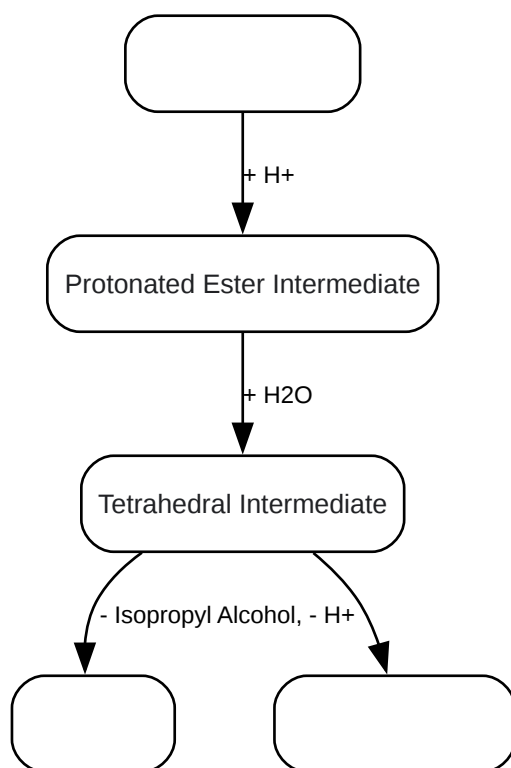 + H+
Protonated Ester Intermediate
+ H2O
Tetrahedral Intermediate
- Isopropyl Alcohol, - H+